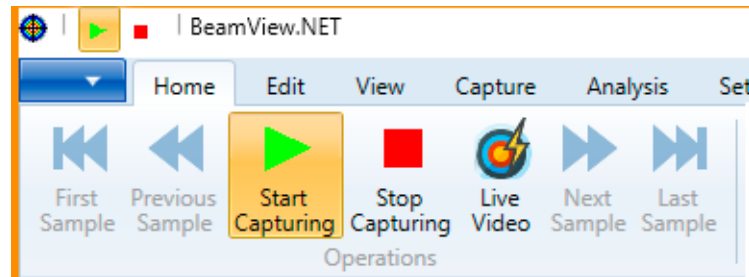 BeamView.NET
Home Edit View Capture Analysis
First Sample Previous Sample Start Capturing Stop Capturing Live Video Next Sample Last Sample
Operations